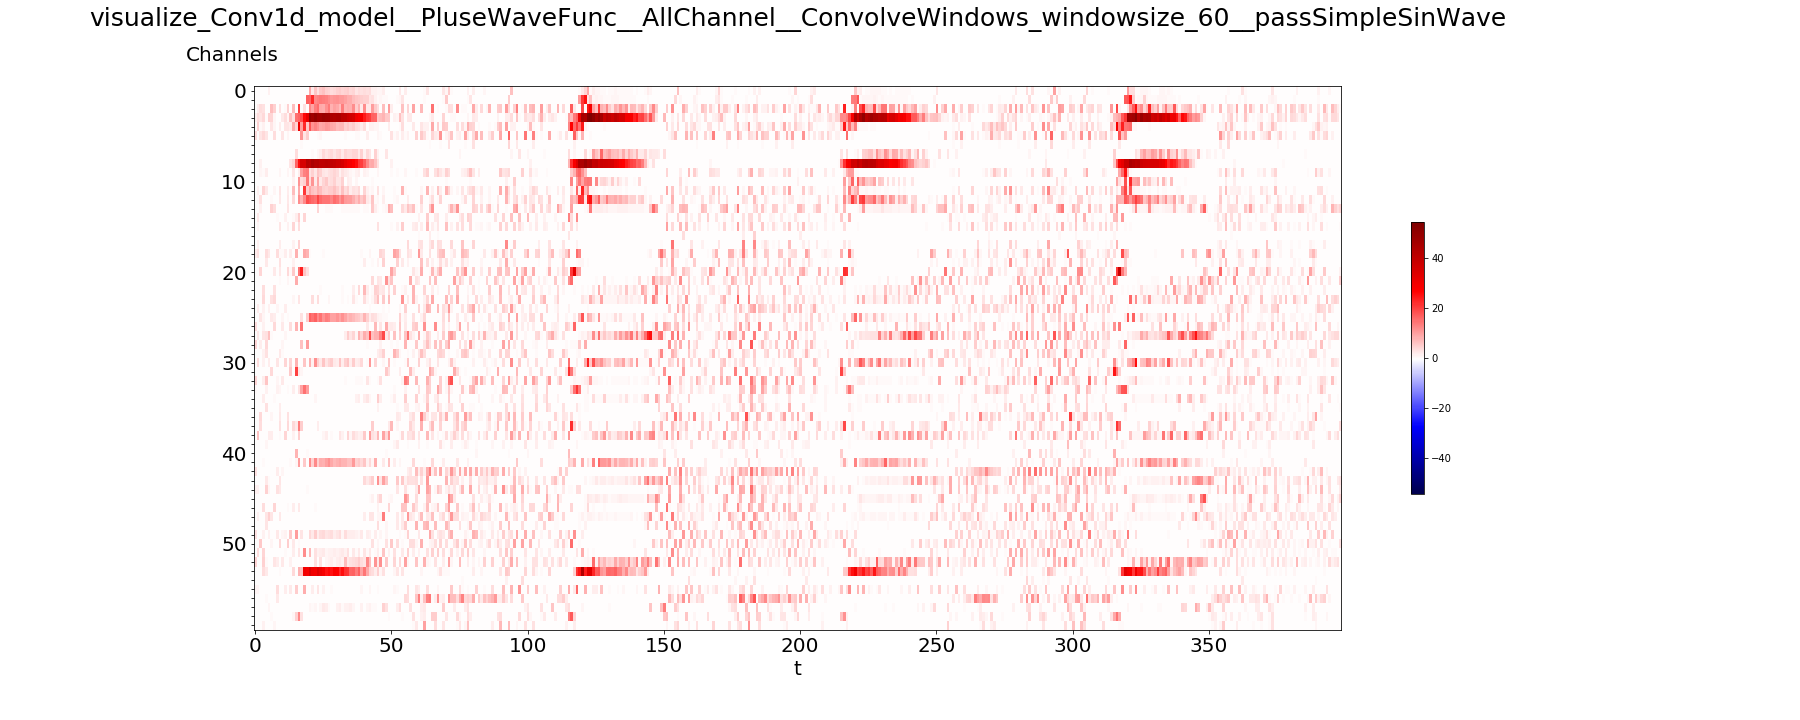 visualize_Conv1d_model__PluseWaveFunc__AllChannel__ConvolveWindows_windowsize_60__passSimpleSinWave
Channels
0
10
20
30
40
50
0 50 100 150 200 250 300 350
t
40
20
0
−20
−40